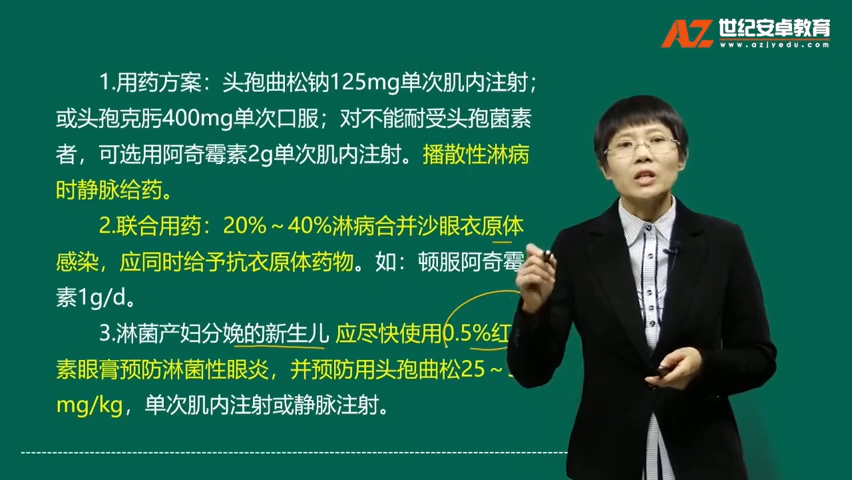 AZ 世纪安卓教育
www.azjyedu.com
1.用药方案：头孢曲松钠125mg单次肌内注射；
或头孢克肟400mg单次口服；对不能耐受头孢菌素
者，可选用阿奇霉素2g单次肌内注射。播散性淋病
时静脉给药。
2.联合用药：20%～40%淋病合并沙眼衣原体
感染，应同时给予抗衣原体药物。如：顿服阿奇霉
素1g/d。
3.淋菌产妇分娩的新生儿 应尽快使用0.5%红
素眼膏预防淋菌性眼炎，并预防用头孢曲松25～
mg/kg，单次肌内注射或静脉注射。